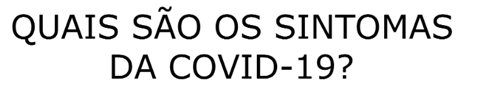 QUAIS SÃO OS SINTOMAS
DA COVID-19?